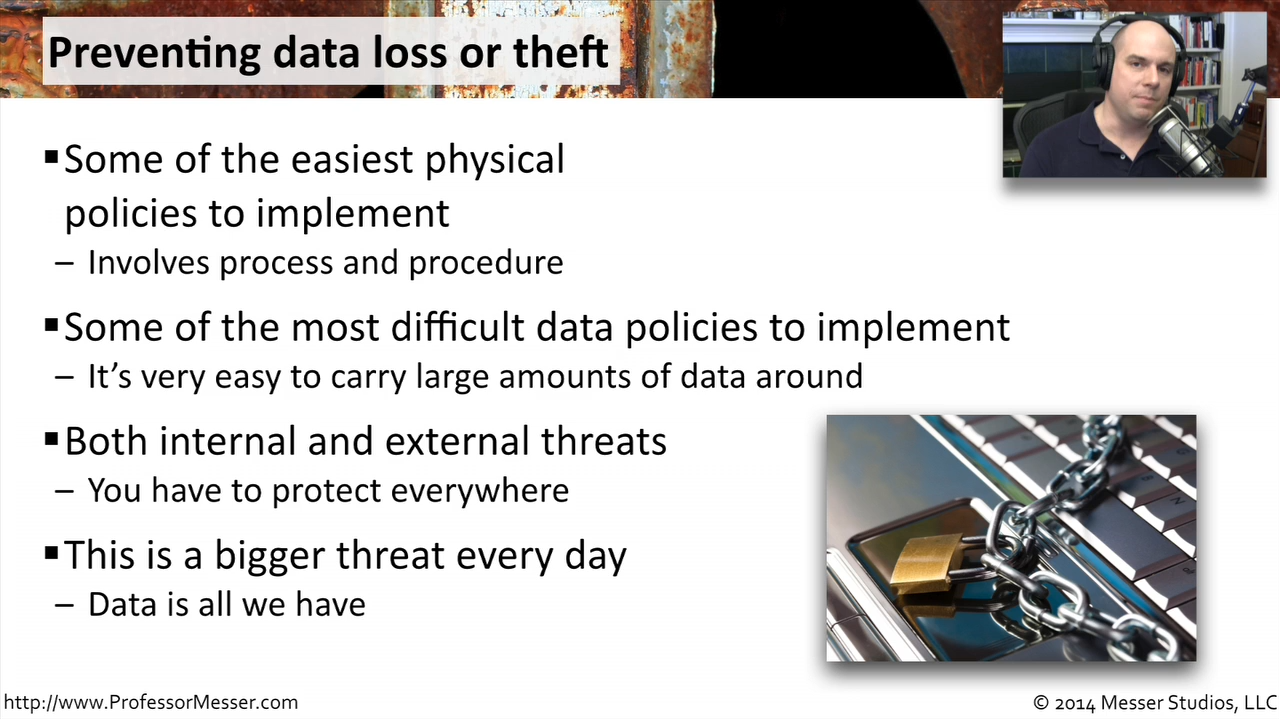 Preventing data loss or theft
▪Some of the easiest physical
policies to implement
– Involves process and procedure
▪Some of the most difficult data policies to implement
– It’s very easy to carry large amounts of data around
▪Both internal and external threats
– You have to protect everywhere
▪This is a bigger threat every day
– Data is all we have
http://www.ProfessorMesser.com
© 2014 Messer Studios, LLC